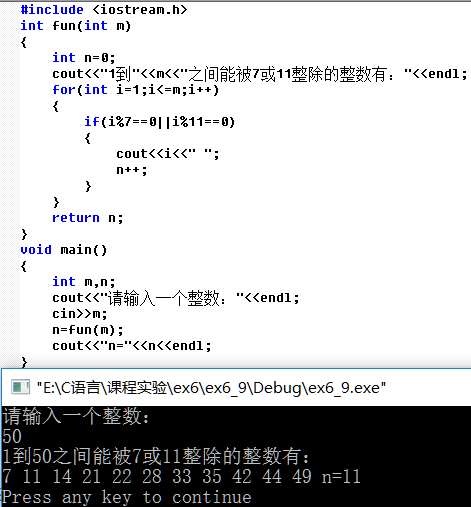 #include <iostream.h>
int fun(int m)
{
int n=0;
cout<<"1到"<<m<<"之间能被7或11整除的整数有："<<endl;
for(int i=1;i<=m;i++)
{
if(i%7==0||i%11==0)
{
cout<<i<<" ";
n++;
}
}
return n;
}
void main()
{
int m,n;
cout<<"请输入一个整数："<<endl;
cin>>m;
n=fun(m);
cout<<"n="<<n<<endl;
}
"E:\C语言\课程实验\ex6\ex6_9\Debug\ex6_9.exe"
请输入一个整数：
50
1到50之间能被7或11整除的整数有：
7 11 14 21 22 28 33 35 42 44 49 n=11
Press any key to continue